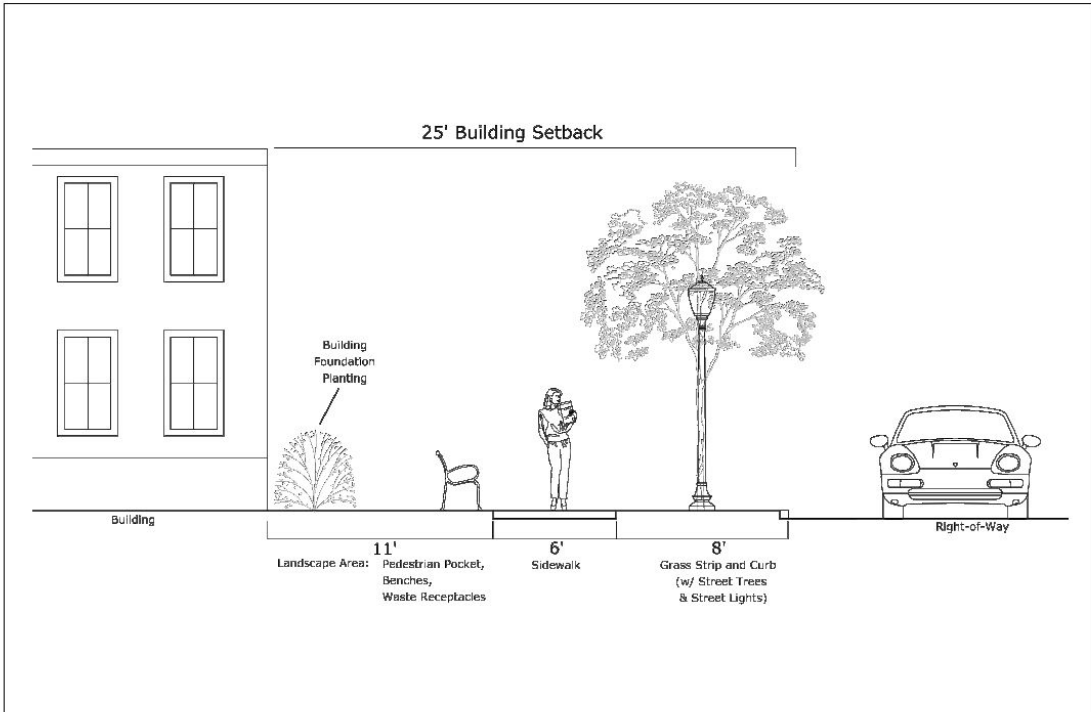 25' Building Setback
Building
Foundation
Planting
Building
Right-of-Way
11'
6'
8'
Landscape Area: Pedestrian Pocket,
Benches,
Waste Receptacles
Sidewalk
Grass Strip and Curb
(w/ Street Trees
& Street Lights)